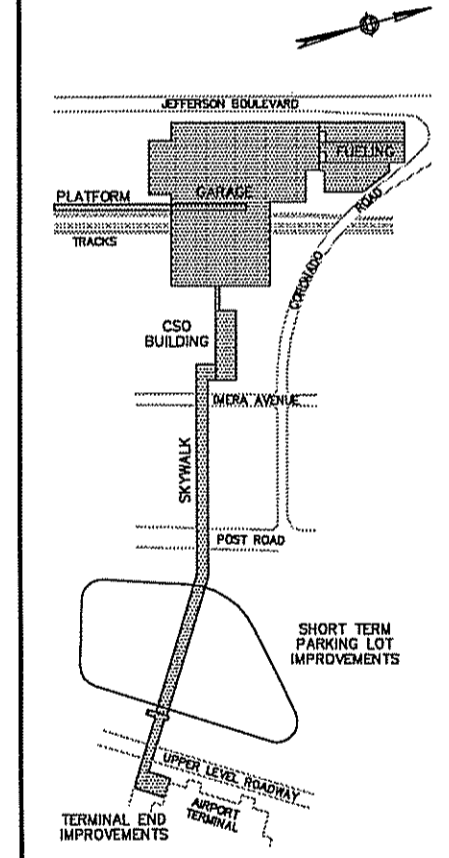 JEFFERSON BOULEVARD
FUELING
PLATFORM
GARAGE
CORONADO ROAD
TRACKS
CSO
BUILDING
IMERA AVENUE
SKYWALK
POST ROAD
SHORT TERM
PARKING LOT
IMPROVEMENTS
UPPER LEVEL ROADWAY
AIRPORT
TERMINAL
TERMINAL END
IMPROVEMENTS